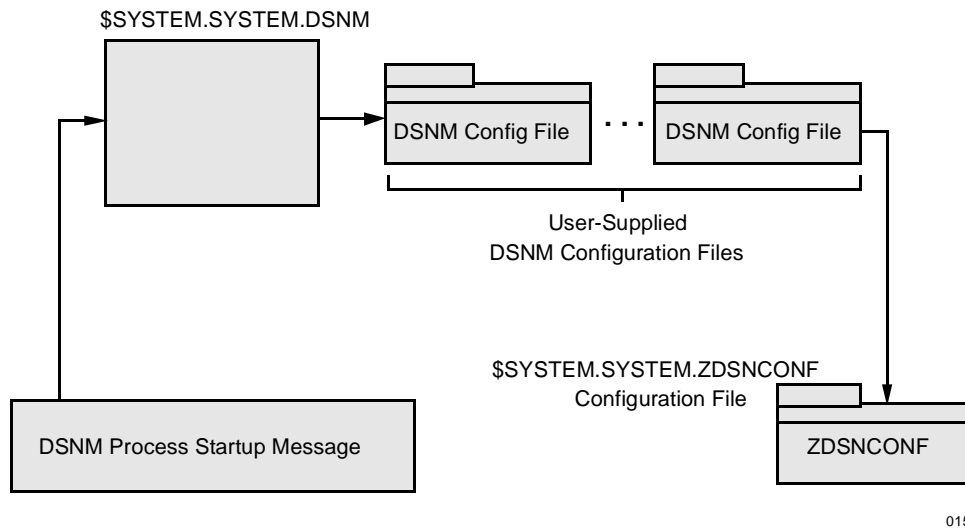 $SYSTEM.SYSTEM.DSNM
DSNM Config File
. . .
DSNM Config File
User-Supplied
DSNM Configuration Files
$SYSTEM.SYSTEM.ZDSNCONF
Configuration File
DSNM Process Startup Message
ZDSNCONF
015